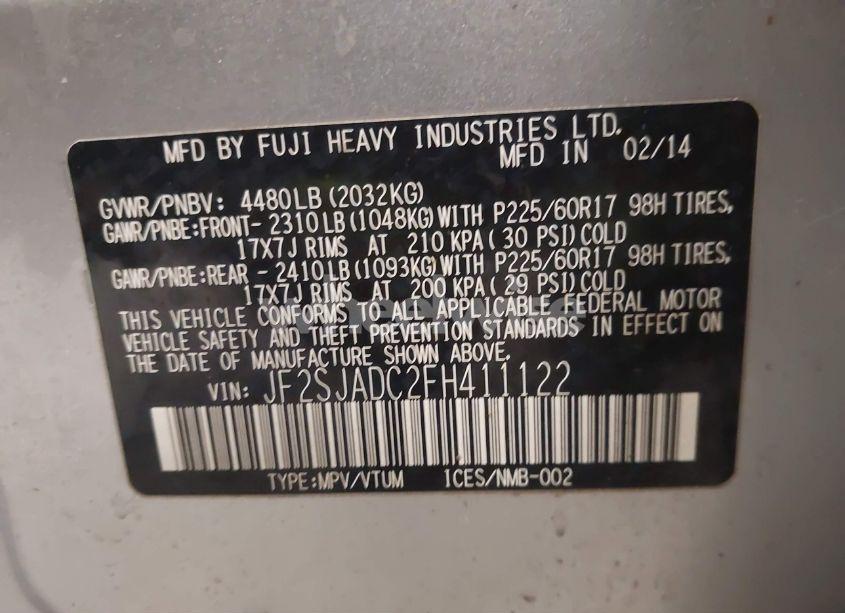 MFD BY FUJI HEAVY INDUSTRIES LTD.
MFD IN 02/14
GVWR/PNBV: 4480LB (2032KG)
GAWR/PNBE:FRONT- 2310LB (1048KG) WITH P225/60R17 98H TIRES,
17X7J RIMS AT 210 KPA ( 30 PSI) COLD
GAWR/PNBE:REAR - 2410LB (1093KG) WITH P225/60R17 98H TIRES,
17X7J RIMS AT 200 KPA ( 29 PSI) COLD
THIS VEHICLE CONFORMS TO ALL APPLICABLE FEDERAL MOTOR
VEHICLE SAFETY AND THEFT PREVENTION STANDARDS IN EFFECT ON
THE DATE OF MANUFACTURE SHOWN ABOVE.
VIN: JF2SJADC2FH411122
TYPE:MPV/VTUM ICES/NMB-002